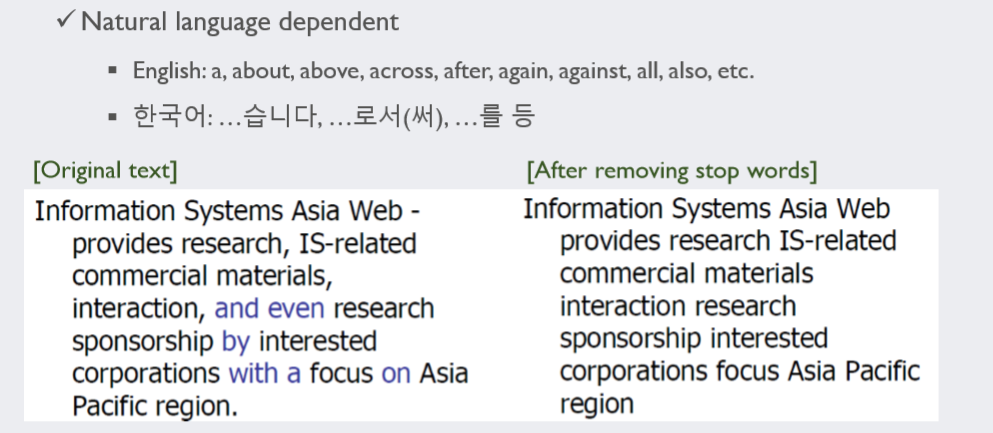 ✓ Natural language dependent
▪ English: a, about, above, across, after, again, against, all, also, etc.
▪ 한국어: …습니다, …로서(써), …를 등
[Original text]
Information Systems Asia Web -
provides research, IS-related
commercial materials,
interaction, and even research
sponsorship by interested
corporations with a focus on Asia
Pacific region.
[After removing stop words]
Information Systems Asia Web
provides research IS-related
commercial materials
interaction research
sponsorship interested
corporations focus Asia Pacific
region